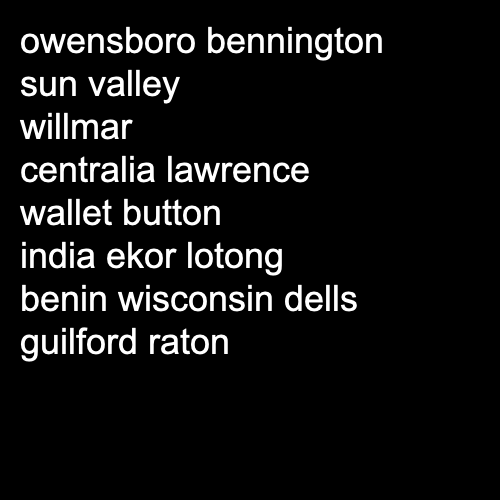 owensboro bennington
sun valley
willmar
centralia lawrence
wallet button
india ekor lotong
benin wisconsin dells
guilford raton